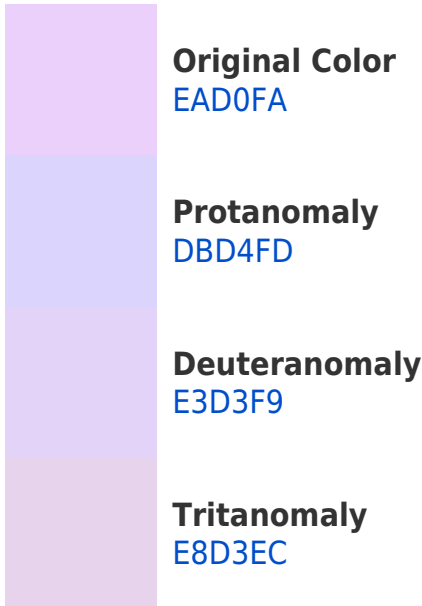 Original Color
EAD0FA
Protanomaly
DBD4FD
Deuteranomaly
E3D3F9
Tritanomaly
E8D3EC